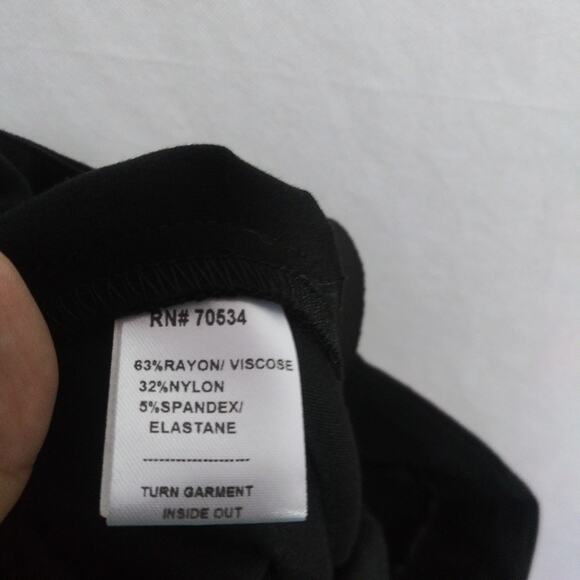 RN# 70534
63%RAYON/ VISCOSE
32%NYLON
5%SPANDEX/
ELASTANE
--------------------
TURN GARMENT
INSIDE OUT